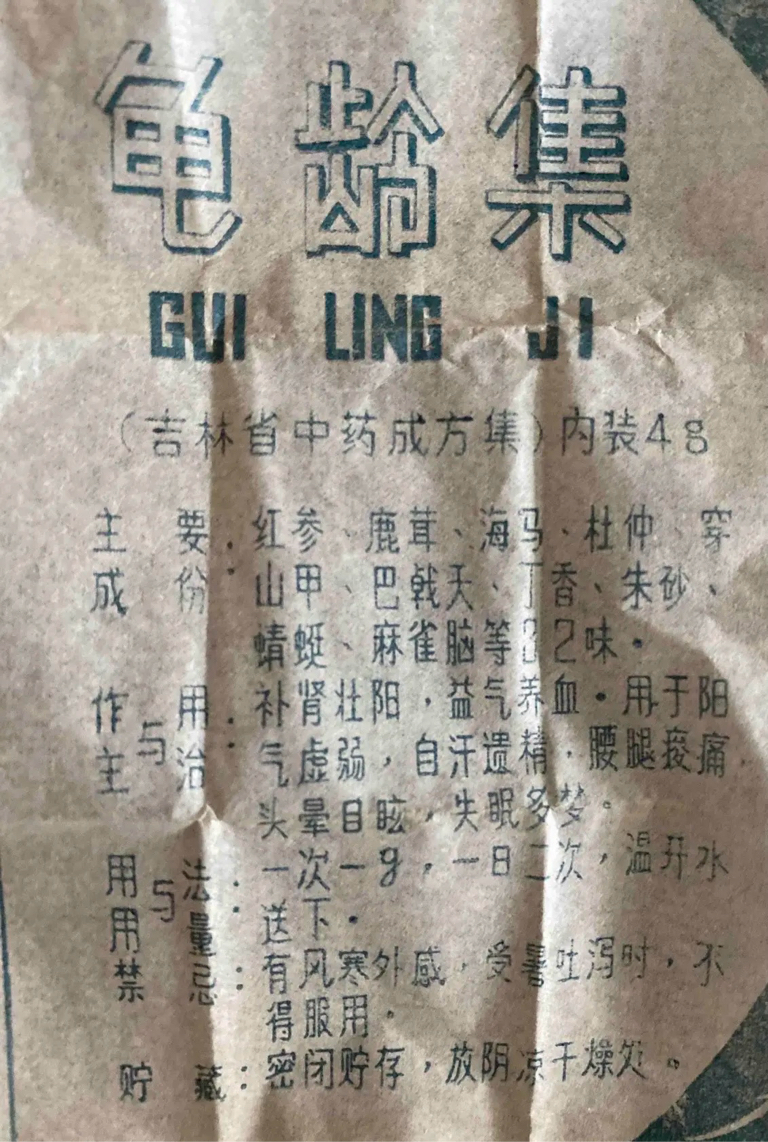 龟龄集
GUI LING JI
（吉林省中药成方集）内装4g
主要成份：红参、鹿茸、海马、杜仲、穿
山甲、巴戟天、丁香、朱砂、
蜻蜓、麻雀脑等32味。
作用与主治：补肾壮阳，益气养血。用于阳
气虚弱，自汗遗精，腰腿痠痛
头晕目眩，失眠多梦。
用法与用量：一次一g，一日二次，温开水
送下。
禁忌：有风寒外感，受暑吐泻时，不
得服用。
贮藏：密闭贮存，放阴凉干燥处。